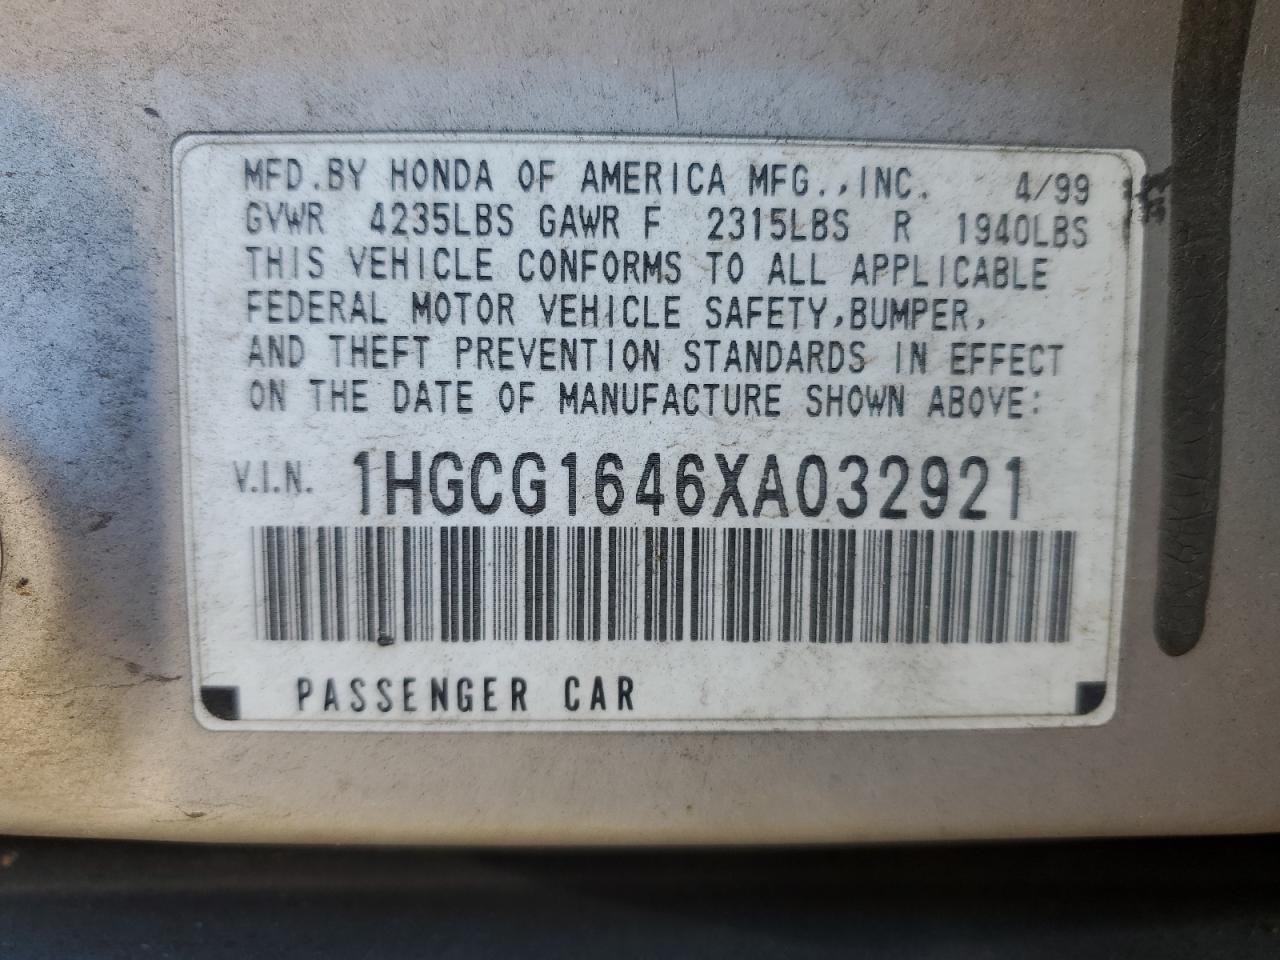 MFD.BY HONDA OF AMERICA MFG.,INC. 4/99
GVWR 4235LBS GAWR F 2315LBS R 1940LBS
THIS VEHICLE CONFORMS TO ALL APPLICABLE
FEDERAL MOTOR VEHICLE SAFETY,BUMPER,
AND THEFT PREVENTION STANDARDS IN EFFECT
ON THE DATE OF MANUFACTURE SHOWN ABOVE:
V.I.N. 1HGCG1646XA032921
PASSENGER CAR